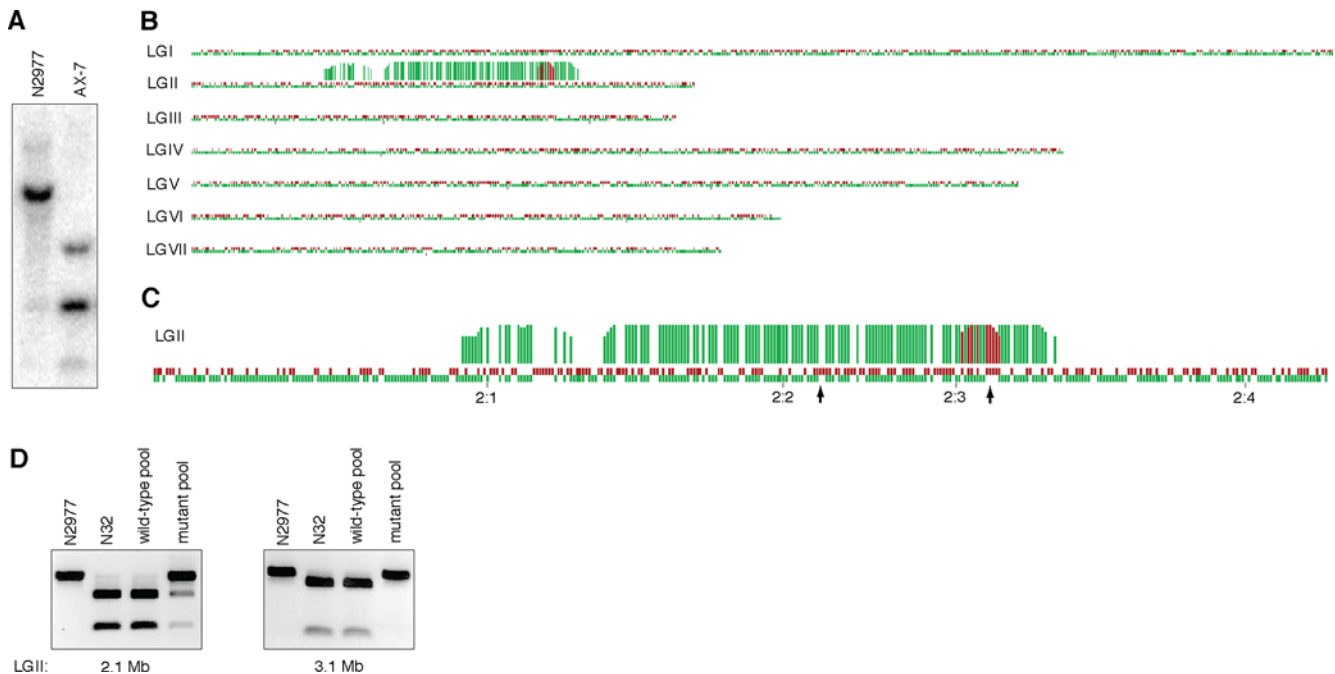 A
N2977
AX-7
B
LGI
LGII
LGIII
LGIV
LGV
LGVI
LGVII
C
LGII
2:1 2:2 2:3 2:4
D
N2977 N32 wild-type pool mutant pool
N2977 N32 wild-type pool mutant pool
LGII: 2.1 Mb 3.1 Mb